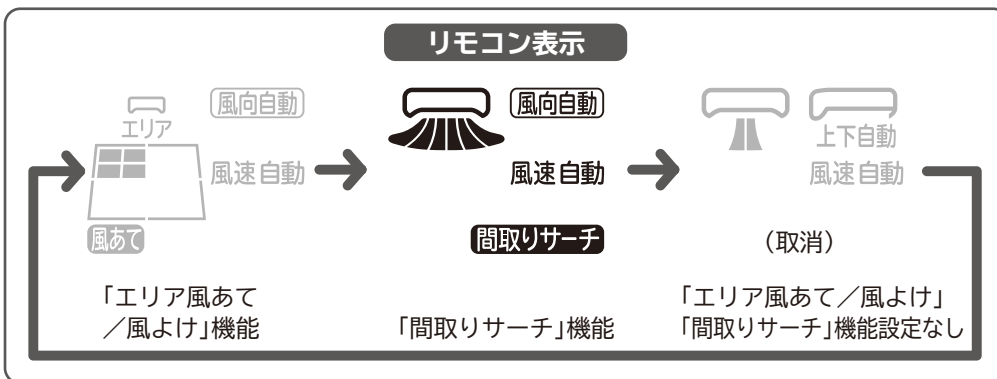 リモコン表示
風向自動
エリア
風速自動
風あて
「エリア風あて
／風よけ」機能
風向自動
風速自動
間取りサーチ
「間取りサーチ」機能
上下自動
風速自動
（取消）
「エリア風あて／風よけ」
「間取りサーチ」機能設定なし